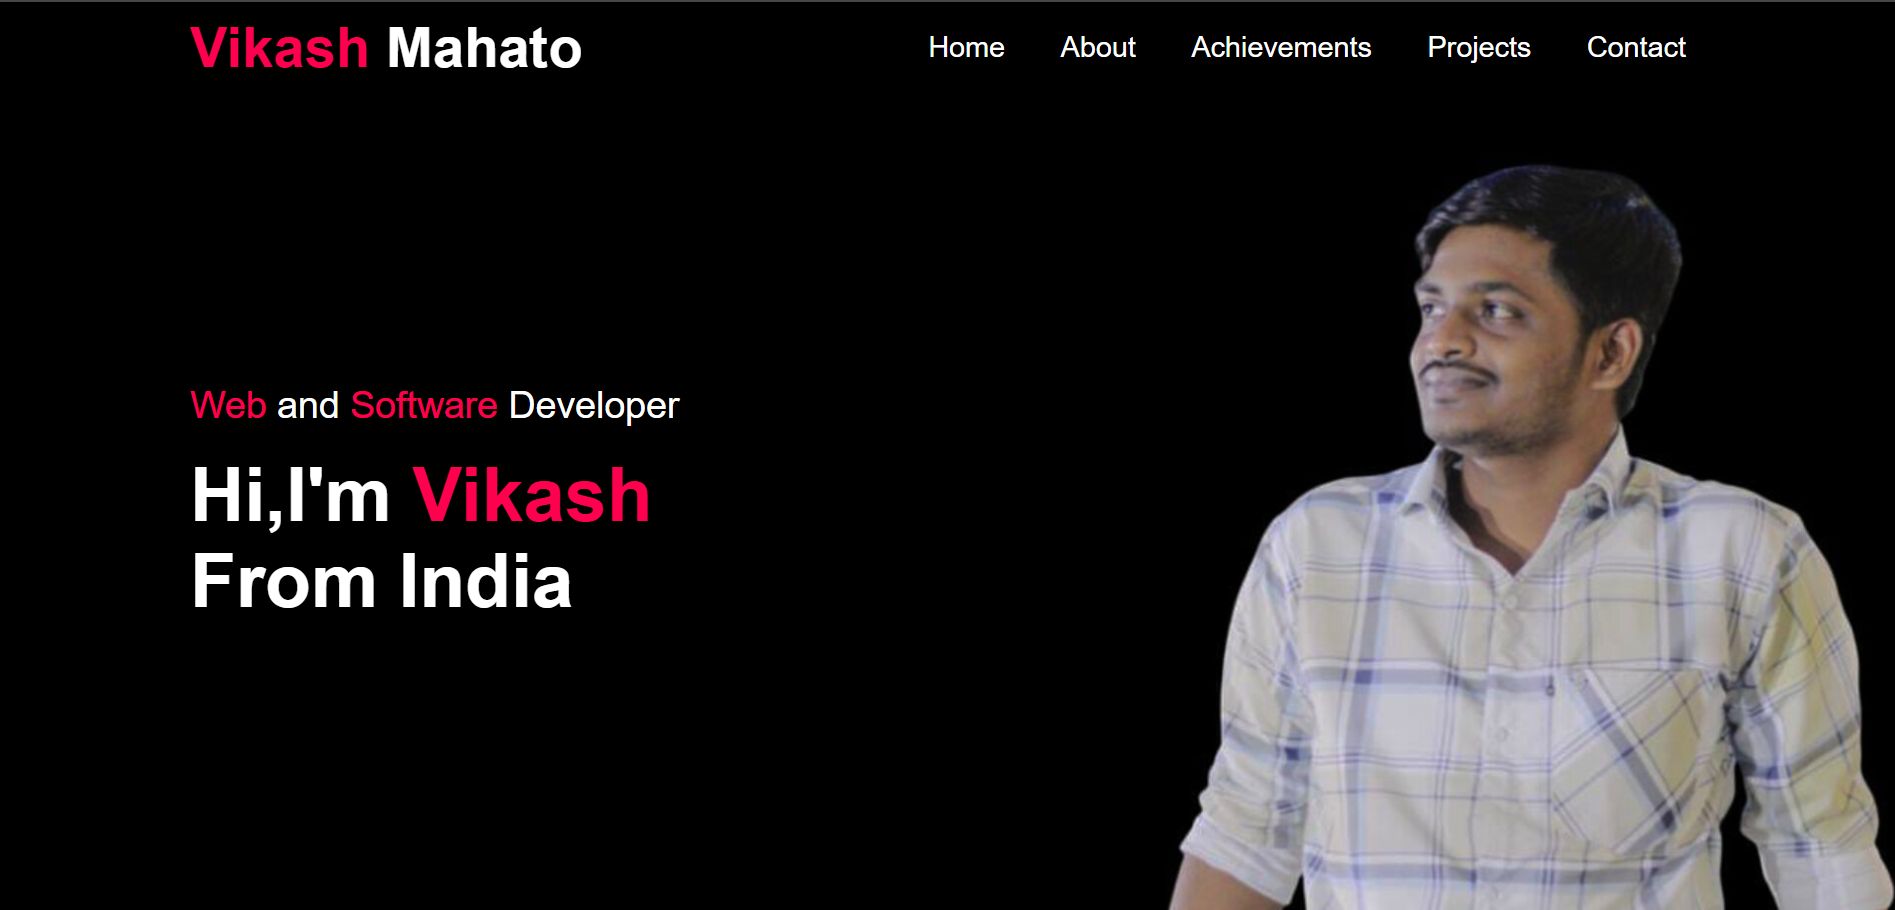 Vikash Mahato
Home About Achievements Projects Contact
Web and Software Developer
Hi,I'm Vikash
From India